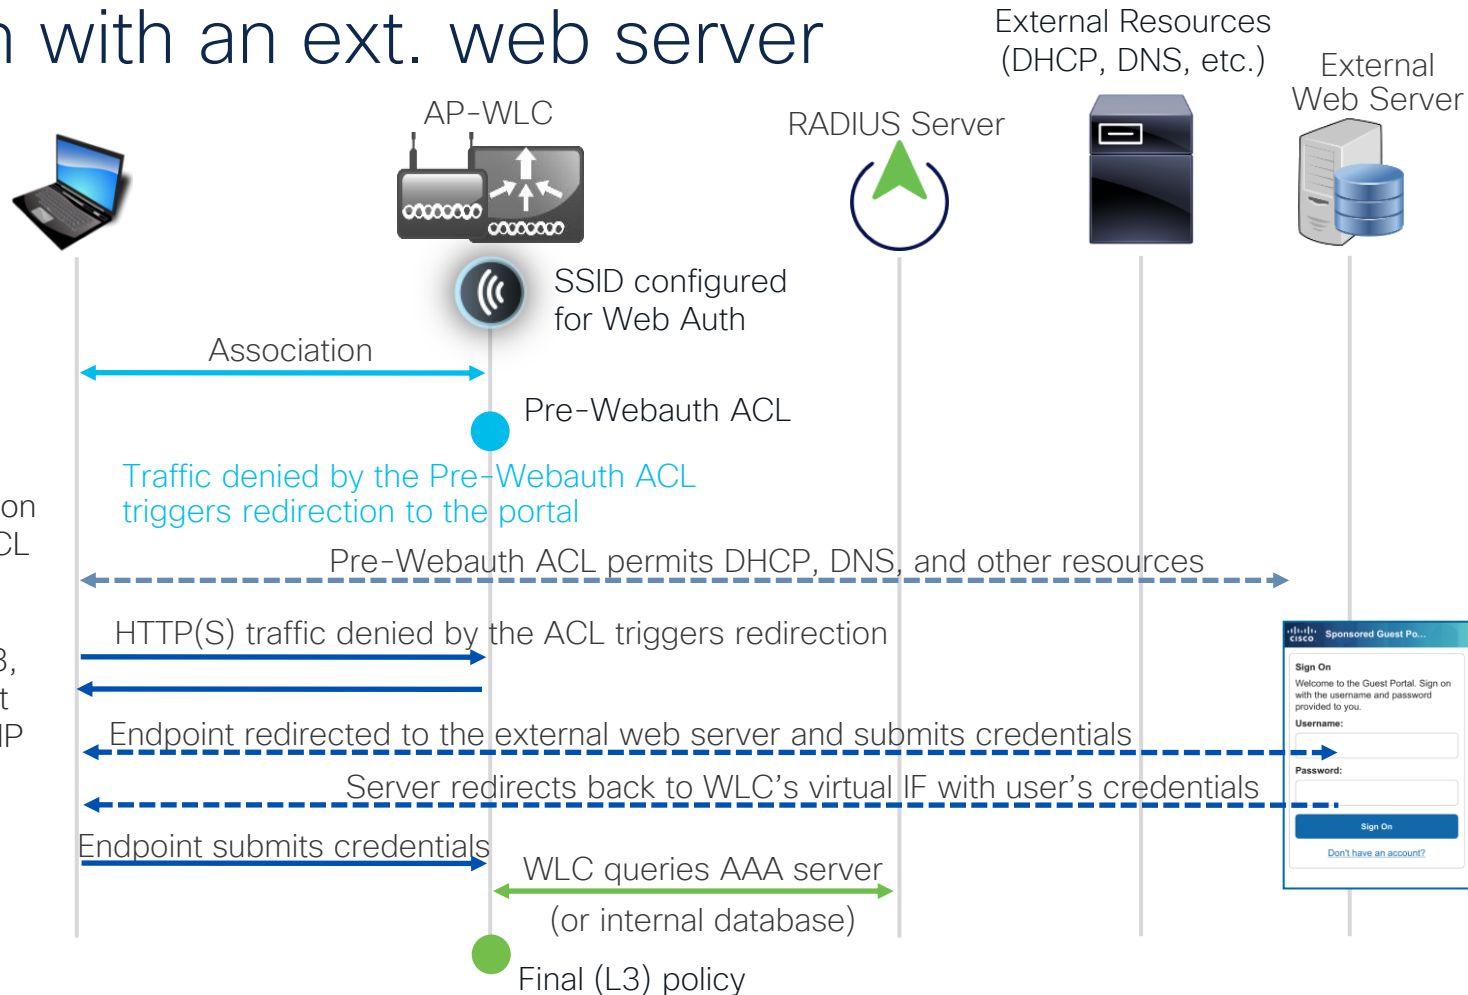 with an ext. web server
External Resources
(DHCP, DNS, etc.)
External
Web Server
AP-WLC
RADIUS Server
SSID configured
for Web Auth
Association
Pre-Webauth ACL
Traffic denied by the Pre-Webauth ACL
triggers redirection to the portal
on
CL
Pre-Webauth ACL permits DHCP, DNS, and other resources
HTTP(S) traffic denied by the ACL triggers redirection
3,
t
IP
Endpoint redirected to the external web server and submits credentials
Server redirects back to WLC's virtual IF with user's credentials
Endpoint submits credentials
WLC queries AAA server
(or internal database)
Final (L3) policy
CISCO
Sponsored Guest Po...
Sign On
Welcome to the Guest Portal. Sign on
with the username and password
provided to you.
Username:
Password:
Sign On
Don't have an account?